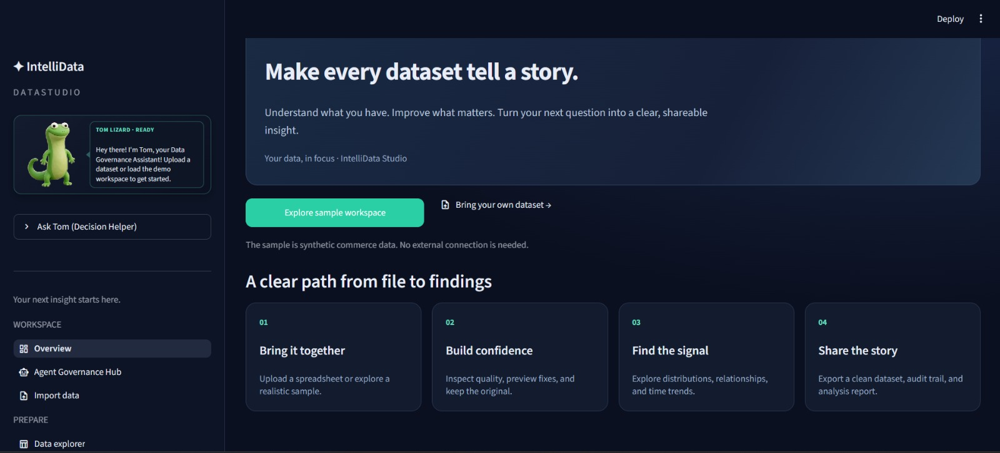 Deploy
IntelliData
DATASTUDIO
TOM LIZARD · READY
Hey there! I'm Tom, your Data
Governance Assistant! Upload a
dataset or load the demo
workspace to get started.
Ask Tom (Decision Helper)
Your next insight starts here.
WORKSPACE
Overview
Agent Governance Hub
Import data
PREPARE
Data explorer
Make every dataset tell a story.
Understand what you have. Improve what matters. Turn your next question into a clear, shareable
insight.
Your data, in focus · IntelliData Studio
Explore sample workspace
Bring your own dataset →
The sample is synthetic commerce data. No external connection is needed.
A clear path from file to findings
01
Bring it together
Upload a spreadsheet or explore a
realistic sample.
02
Build confidence
Inspect quality, preview fixes, and
keep the original.
03
Find the signal
Explore distributions, relationships,
and time trends.
04
Share the story
Export a clean dataset, audit trail, and
analysis report.